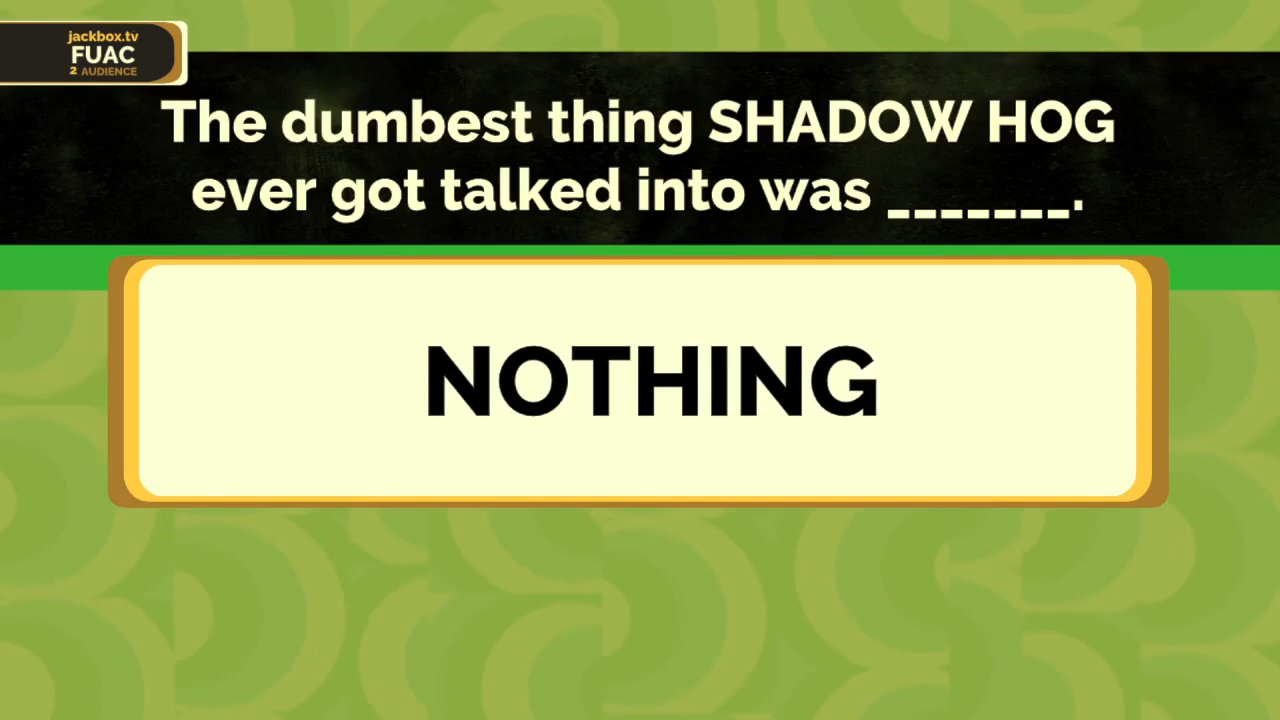 jackbox.tv
FUAC
2 AUDIENCE
The dumbest thing SHADOW HOG
ever got talked into was _______.
NOTHING